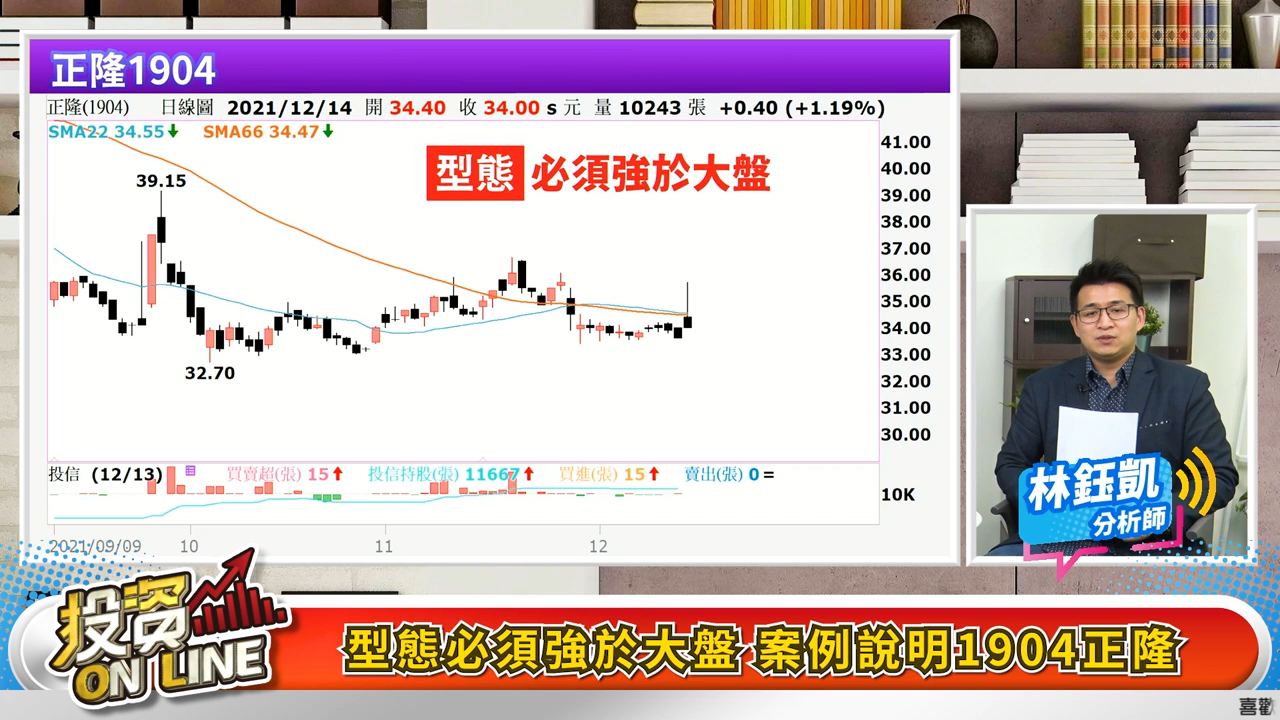 正隆1904
正隆(1904) 日線圖 2021/12/14 開 34.40 收 34.00 s 元 量 10243 張 +0.40 (+1.19%)
SMA22 34.55↓ SMA66 34.47↓
型態 必須強於大盤
39.15
32.70
41.00
40.00
39.00
38.00
37.00
36.00
35.00
34.00
33.00
32.00
31.00
30.00
投信 (12/13) 買賣超(張) 15↑ 投信持股(張) 11667↑ 買進(張) 15↑ 賣出(張) 0 =
10K
2021/09/09 10 11 12
林鈺凱
分析師
投資
ON LINE
型態必須強於大盤 案例說明1904正隆
喜歡